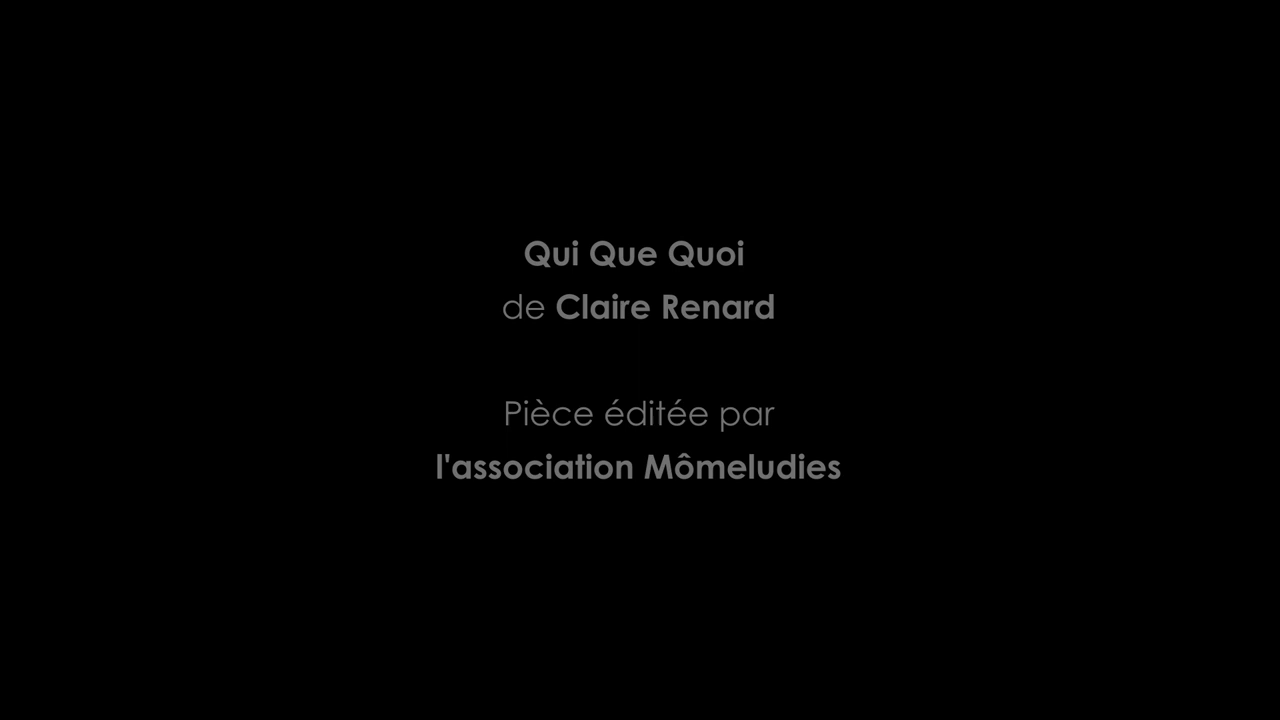 Qui Que Quoi
de Claire Renard
Pièce éditée par
l'association Mômeludies